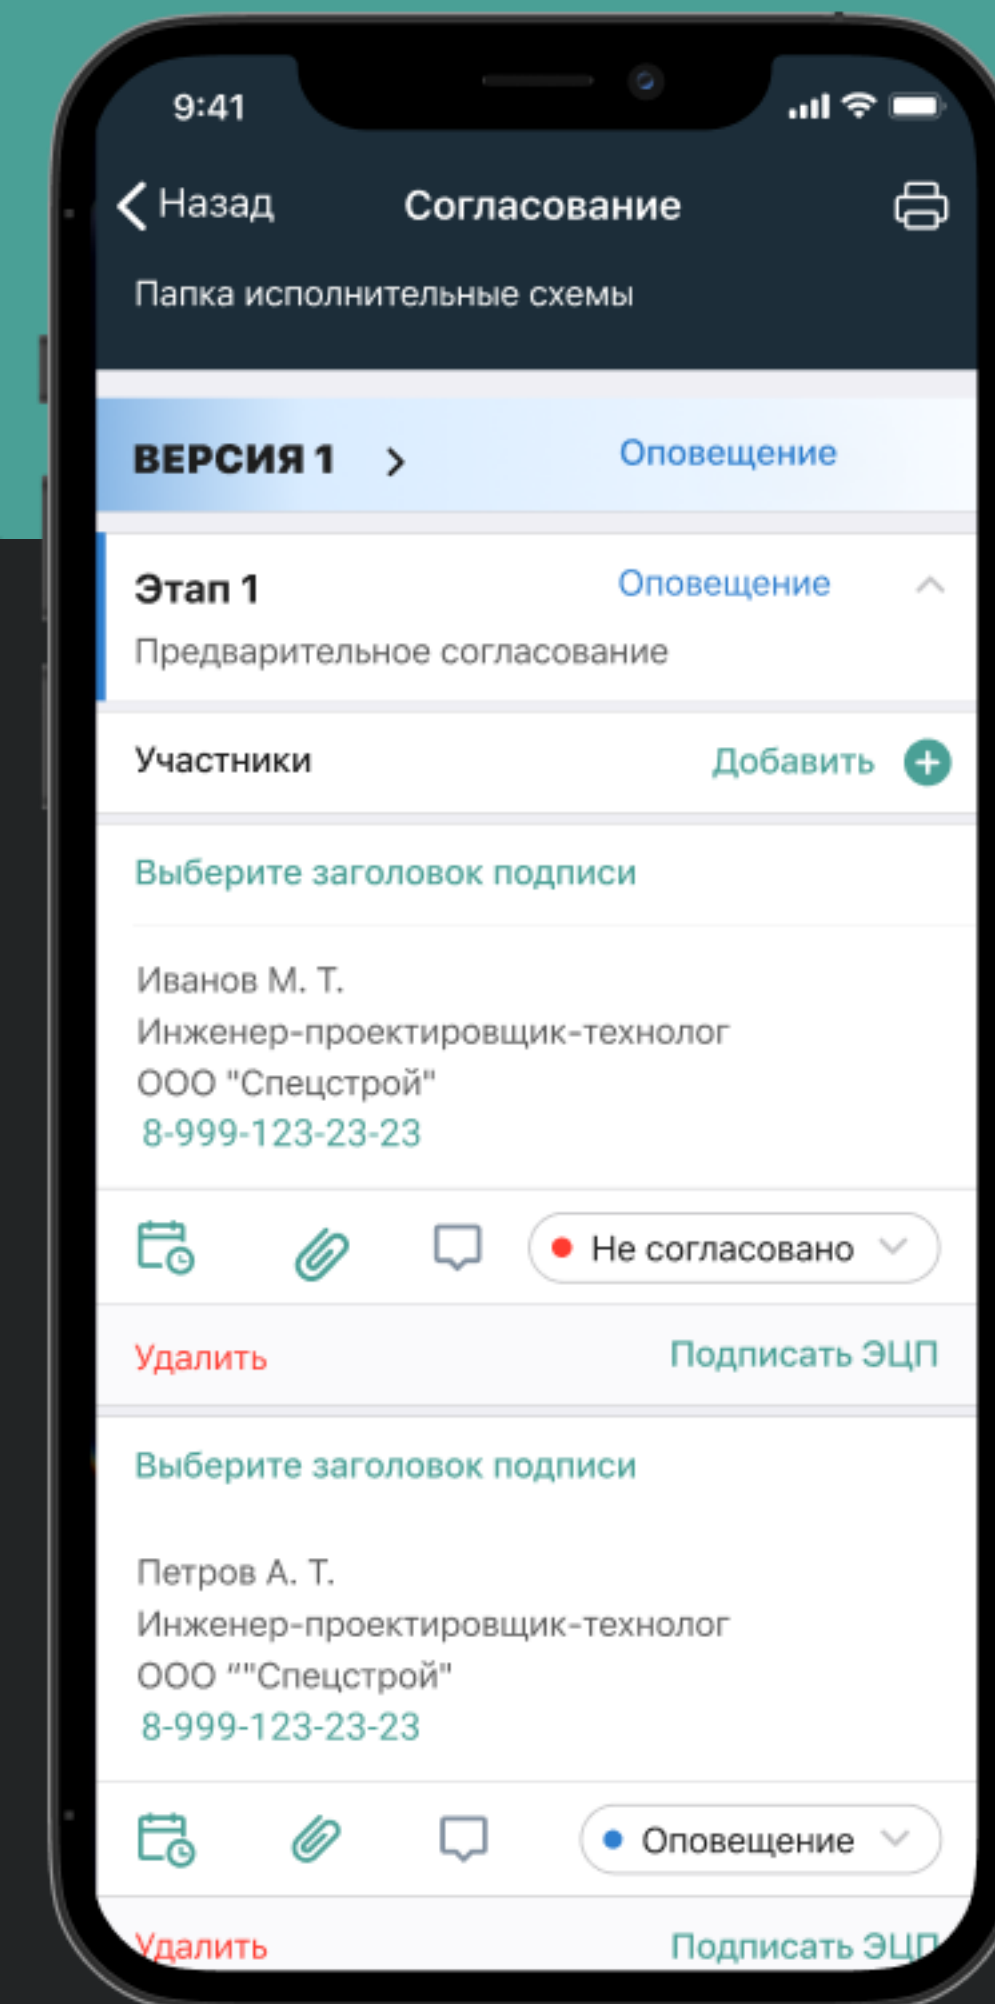 9:41
Назад Согласование
Папка исполнительные схемы
ВЕРСИЯ 1 Оповещение
Этап 1 Оповещение
Предварительное согласование
Участники Добавить
Выберите заголовок подписи
Иванов М. Т.
Инженер-проектировщик-технолог
ООО "Спецстрой"
8-999-123-23-23
Не согласовано
Удалить Подписать ЭЦП
Выберите заголовок подписи
Петров А. Т.
Инженер-проектировщик-технолог
ООО “"Спецстрой"
8-999-123-23-23
Оповещение
Удалить Подписать ЭЦП